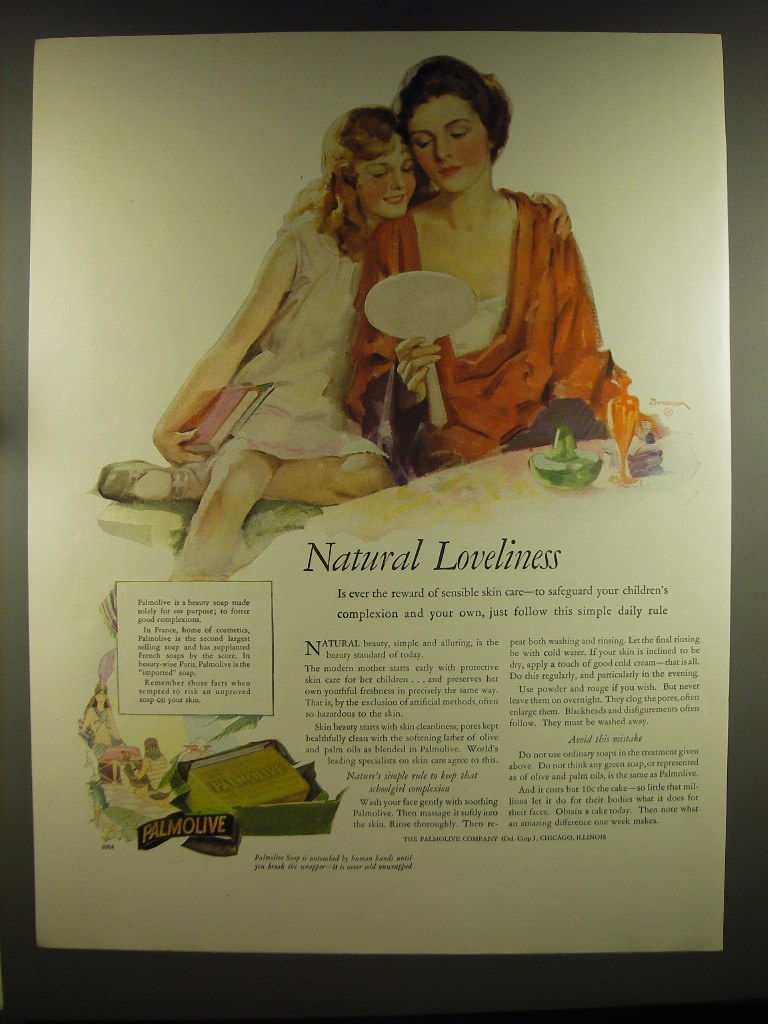 Natural Loveliness
Is ever the reward of sensible skin care—to safeguard your children's
complexion and your own, just follow this simple daily rule
Palmolive is a beauty soap made
solely for one purpose; to foster
good complexions.
In France, home of cosmetics,
Palmolive is the second largest
selling soap and has supplanted
French soaps by the score. In
beauty-wise Paris, Palmolive is the
"imported" soap.
Remember those facts when
tempted to risk an unproved
soap on your skin.
NATURAL beauty, simple and alluring, is the
beauty standard of today.
The modern mother starts early with protective
skin care for her children . . . and preserves her
own youthful freshness in precisely the same way.
That is, by the exclusion of artificial methods, often
so hazardous to the skin.
Skin beauty starts with skin cleanliness; pores kept
healthfully clean with the softening lather of olive
and palm oils as blended in Palmolive. World's
leading specialists on skin care agree to this.
Nature's simple rule to keep that
schoolgirl complexion
Wash your face gently with soothing
Palmolive. Then massage it softly into
the skin. Rinse thoroughly. Then re-
peat both washing and rinsing. Let the final rinsing
be with cold water. If your skin is inclined to be
dry, apply a touch of good cold cream—that is all.
Do this regularly, and particularly in the evening.
Use powder and rouge if you wish. But never
leave them on overnight. They clog the pores, often
enlarge them. Blackheads and disfigurements often
follow. They must be washed away.
Avoid this mistake
Do not use ordinary soaps in the treatment given
above. Do not think any green soap, or represented
as of olive and palm oils, is the same as Palmolive.
And it costs but 10c the cake—so little that mil-
lions let it do for their bodies what it does for
their faces. Obtain a cake today. Then note what
an amazing difference one week makes.
THE PALMOLIVE COMPANY (Del. Corp.), CHICAGO, ILLINOIS
PALMOLIVE
PALMOLIVE
Palmolive Soap is untouched by human hands until
you break the wrapper—it is never sold unwrapped